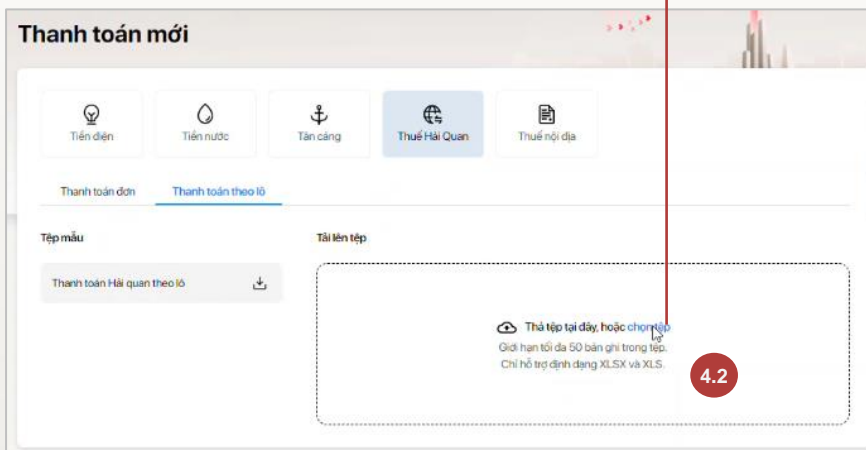 Thanh toán mới
Tiền điện
Tiền nước
Tân cảng
Thuế Hải Quan
Thuế nội địa
Thanh toán đơn
Thanh toán theo lô
Tệp mẫu
Tải lên tệp
Thanh toán Hải quan theo lô
Thả tệp tại đây, hoặc chọn tệp
Giới hạn tối đa 50 bản ghi trong tệp.
Chỉ hỗ trợ định dạng XLSX và XLS.
4.2